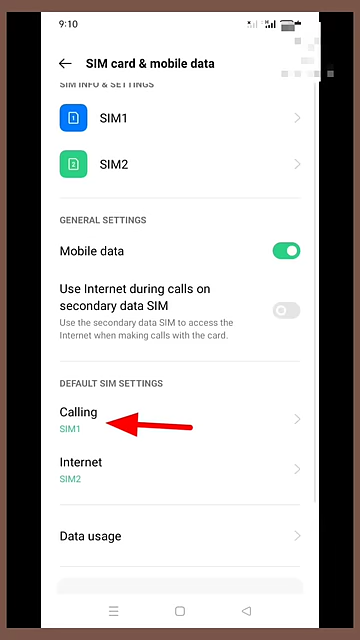 9:10
SIM card & mobile data
SIM INFO & SETTINGS
1
SIM1
2
SIM2
GENERAL SETTINGS
Mobile data
Use Internet during calls on
secondary data SIM
Use the secondary data SIM to access the
Internet when making calls with the card.
DEFAULT SIM SETTINGS
Calling
SIM1
Internet
SIM2
Data usage